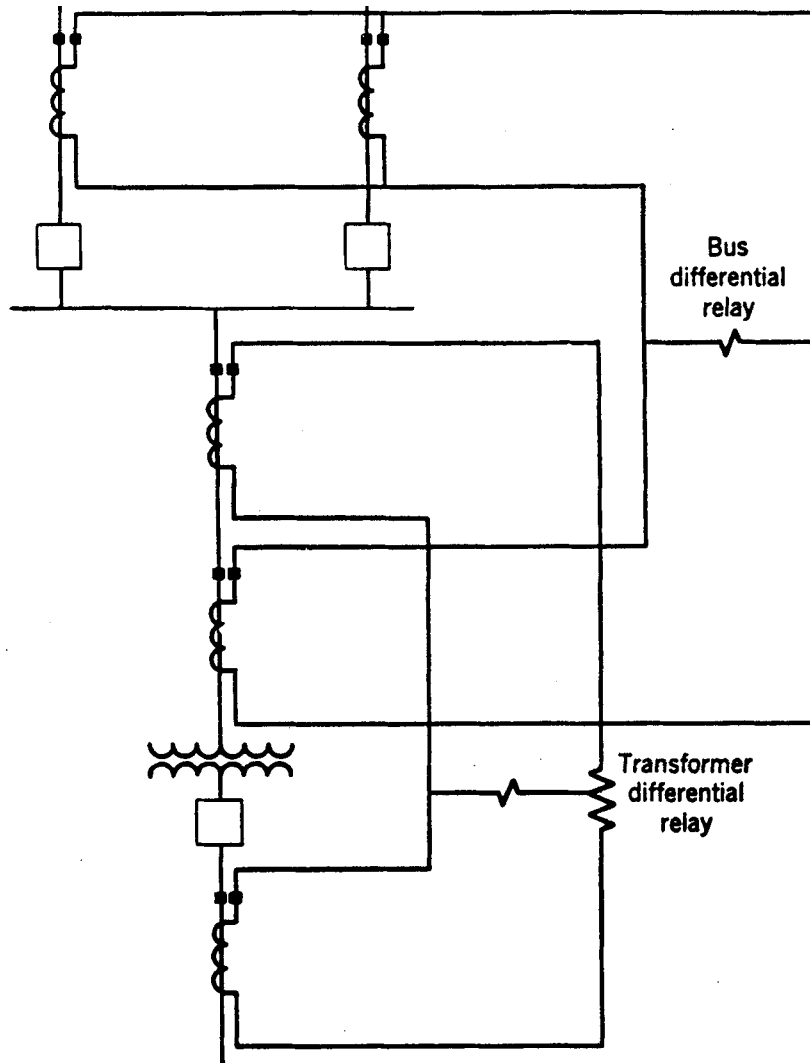 Bus
differential
relay
Transformer
differential
relay